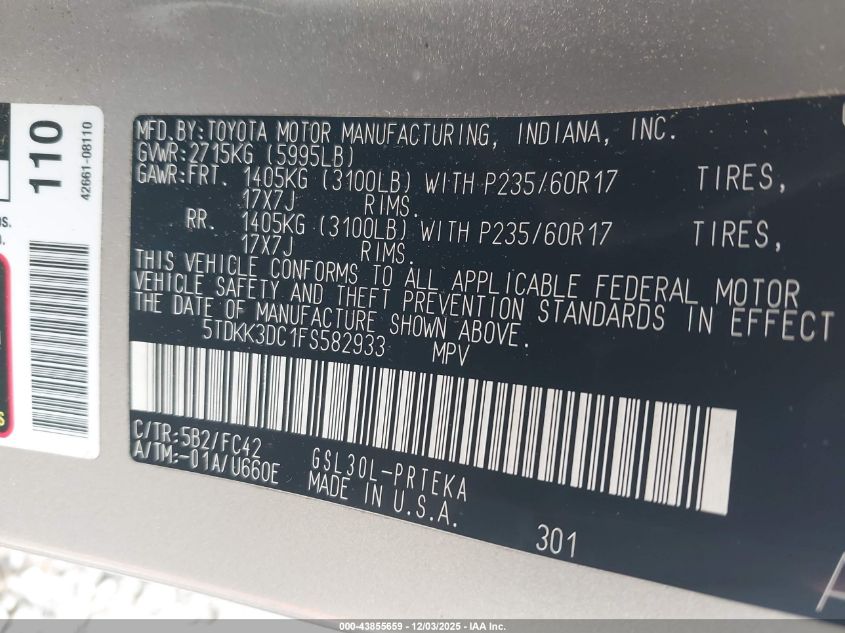 110
42661-08110
MFD.BY:TOYOTA MOTOR MANUFACTURING, INDIANA, INC.
GVWR:2715KG (5995LB)
GAWR:FRT. 1405KG (3100LB) WITH P235/60R17 TIRES,
17X7J RIMS.
RR. 1405KG (3100LB) WITH P235/60R17 TIRES,
17X7J RIMS.
THIS VEHICLE CONFORMS TO ALL APPLICABLE FEDERAL MOTOR
VEHICLE SAFETY AND THEFT PREVENTION STANDARDS IN EFFECT
THE DATE OF MANUFACTURE SHOWN ABOVE.
5TDKK3DC1FS582933 MPV
C/TR:5B2/FC42
A/TM:-01A/U660E
GSL30L-PRTEKA
MADE IN U.S.A.
301
000-43855659 • 12/03/2025 • IAA Inc.